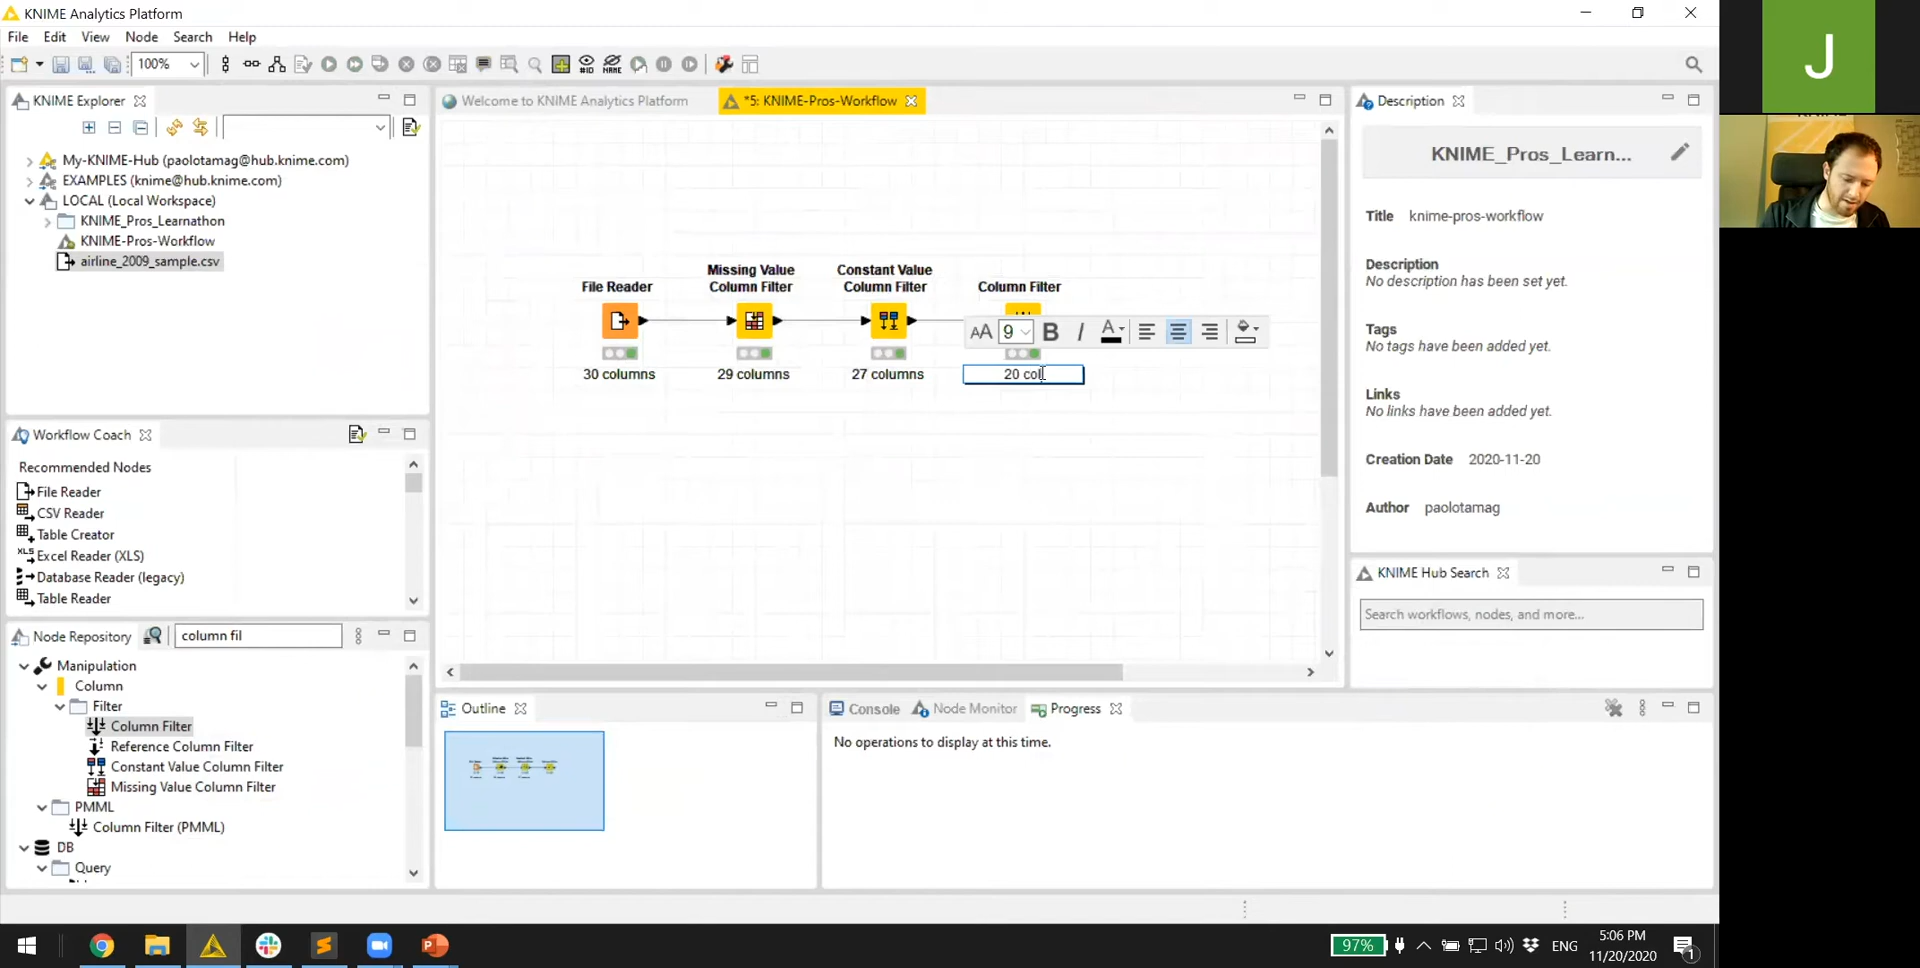 KNIME Analytics Platform
File Edit View Node Search Help
100%
#ID
NAME
KNIME Explorer
My-KNIME-Hub (paolotamag@hub.knime.com)
EXAMPLES (knime@hub.knime.com)
LOCAL (Local Workspace)
KNIME_Pros_Learnathon
KNIME-Pros-Workflow
airline_2009_sample.csv
Workflow Coach
Recommended Nodes
File Reader
CSV Reader
Table Creator
XLS Excel Reader (XLS)
Database Reader (legacy)
Table Reader
Node Repository column fil
Manipulation
Column
Filter
Column Filter
Reference Column Filter
Constant Value Column Filter
Missing Value Column Filter
PMML
Column Filter (PMML)
DB
Query
Welcome to KNIME Analytics Platform *5: KNIME-Pros-Workflow
File Reader
30 columns
Missing Value
Column Filter
29 columns
Constant Value
Column Filter
27 columns
Column Filter
AA 9 B I A
20 col
Outline
Console Node Monitor Progress
No operations to display at this time.
Description
KNIME_Pros_Learn...
Title knime-pros-workflow
Description
No description has been set yet.
Tags
No tags have been added yet.
Links
No links have been added yet.
Creation Date 2020-11-20
Author paolotamag
KNIME Hub Search
Search workflows, nodes, and more...
J
97% ENG
5:06 PM
11/20/2020
1